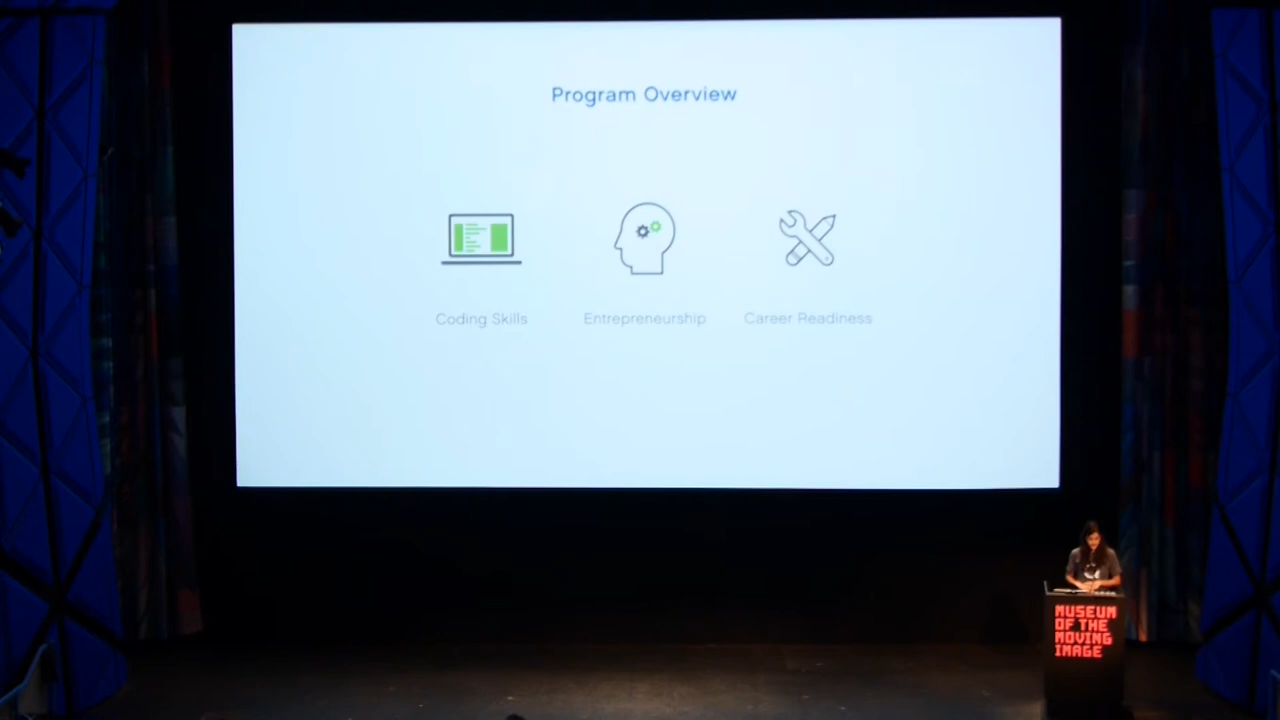 Program Overview
Coding Skills
Entrepreneurship
Career Readiness
MUSEUM
OF THE
MOVING
IMAGE